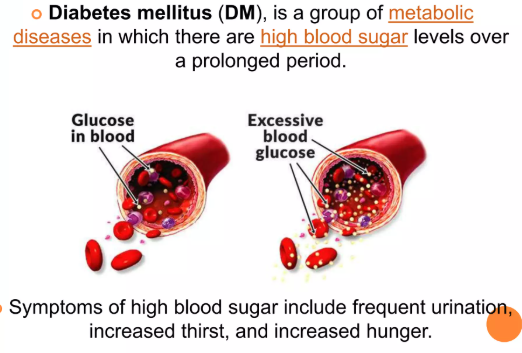 Diabetes mellitus (DM), is a group of metabolic
diseases in which there are high blood sugar levels over
a prolonged period.
Glucose
in blood
Excessive
blood
glucose
Symptoms of high blood sugar include frequent urination,
increased thirst, and increased hunger.